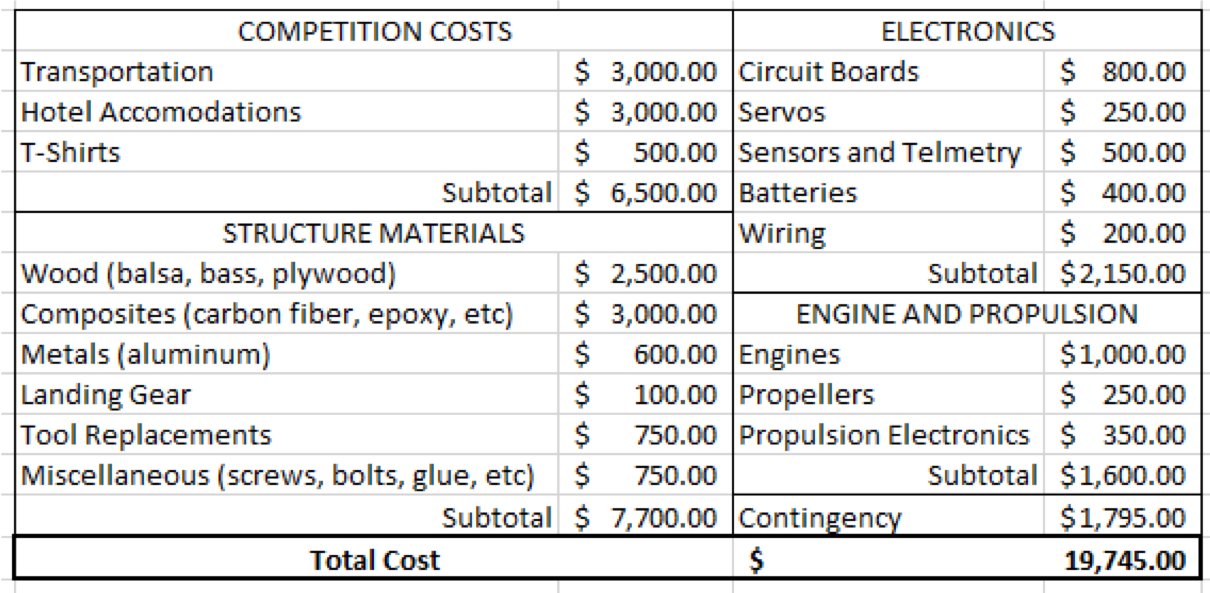 COMPETITION COSTS
Transportation $ 3,000.00
Hotel Accomodations $ 3,000.00
T-Shirts $ 500.00
Subtotal $ 6,500.00
STRUCTURE MATERIALS
Wood (balsa, bass, plywood) $ 2,500.00
Composites (carbon fiber, epoxy, etc) $ 3,000.00
Metals (aluminum) $ 600.00
Landing Gear $ 100.00
Tool Replacements $ 750.00
Miscellaneous (screws, bolts, glue, etc) $ 750.00
Subtotal $ 7,700.00
ELECTRONICS
Circuit Boards $ 800.00
Servos $ 250.00
Sensors and Telmetry $ 500.00
Batteries $ 400.00
Wiring $ 200.00
Subtotal $2,150.00
ENGINE AND PROPULSION
Engines $1,000.00
Propellers $ 250.00
Propulsion Electronics $ 350.00
Subtotal $1,600.00
Contingency $1,795.00
Total Cost $ 19,745.00